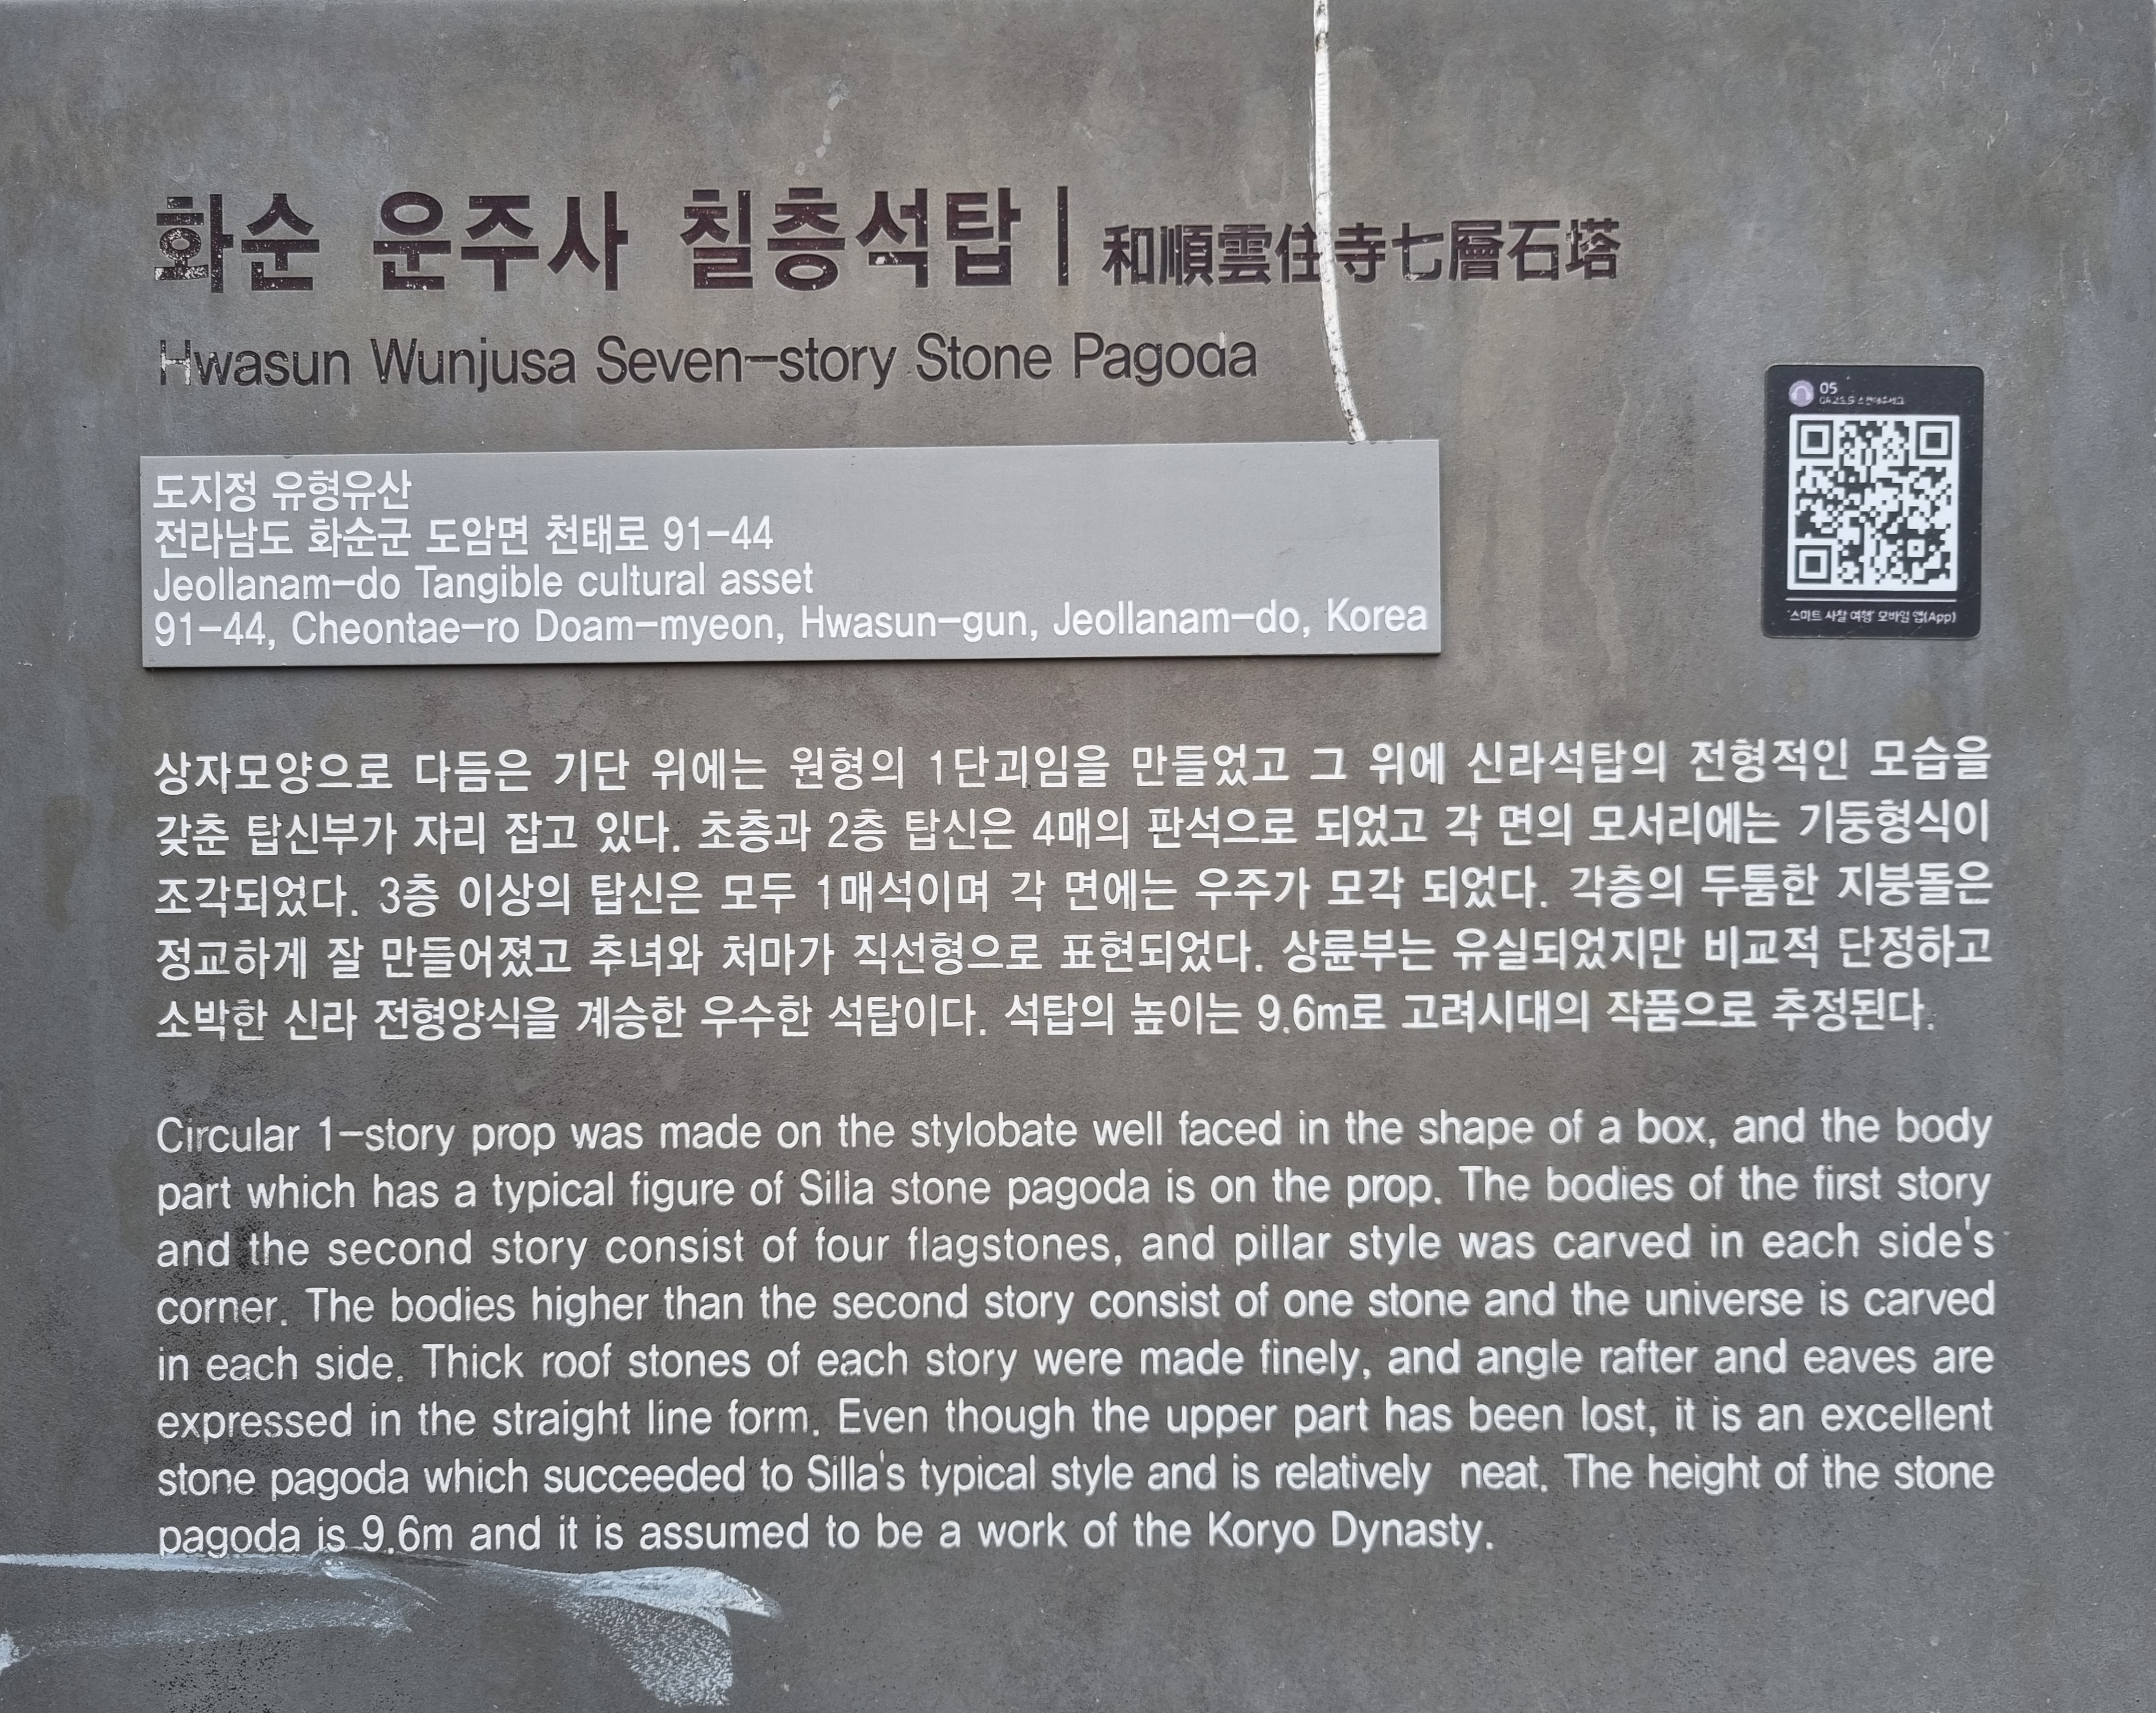 화순 운주사 칠층석탑 | 和順雲住寺七層石塔
Hwasun Wunjusa Seven-story Stone Pagoda
05
도지정 유형유산
전라남도 화순군 도암면 천태로 91-44
Jeollanam-do Tangible cultural asset
91-44, Cheontae-ro Doam-myeon, Hwasun-gun, Jeollanam-do, Korea
'스마트 사찰 여행' 모바일 앱(App)
상자모양으로 다듬은 기단 위에는 원형의 1단괴임을 만들었고 그 위에 신라석탑의 전형적인 모습을
갖춘 탑신부가 자리 잡고 있다. 초층과 2층 탑신은 4매의 판석으로 되었고 각 면의 모서리에는 기둥형식이
조각되었다. 3층 이상의 탑신은 모두 1매석이며 각 면에는 우주가 모각 되었다. 각층의 두툼한 지붕돌은
정교하게 잘 만들어졌고 추녀와 처마가 직선형으로 표현되었다. 상륜부는 유실되었지만 비교적 단정하고
소박한 신라 전형양식을 계승한 우수한 석탑이다. 석탑의 높이는 9.6m로 고려시대의 작품으로 추정된다.
Circular 1-story prop was made on the stylobate well faced in the shape of a box, and the body
part which has a typical figure of Silla stone pagoda is on the prop. The bodies of the first story
and the second story consist of four flagstones, and pillar style was carved in each side's
corner. The bodies higher than the second story consist of one stone and the universe is carved
in each side. Thick roof stones of each story were made finely, and angle rafter and eaves are
expressed in the straight line form. Even though the upper part has been lost, it is an excellent
stone pagoda which succeeded to Silla's typical style and is relatively neat. The height of the stone
pagoda is 9.6m and it is assumed to be a work of the Koryo Dynasty.